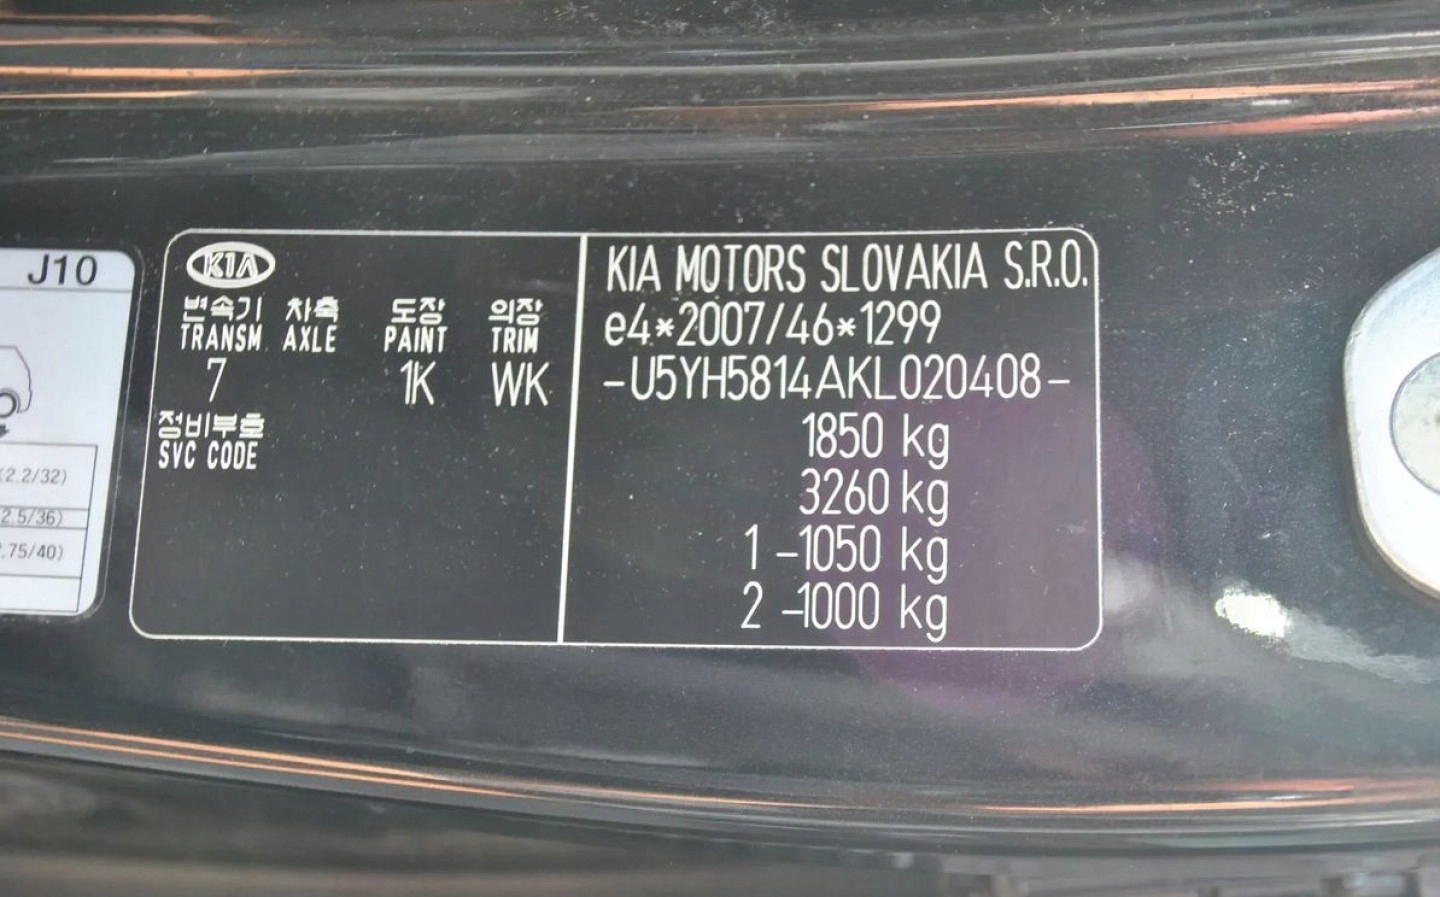 J10
(2.2/32)
2.5/36)
.75/40)
KIA
변속기 차축 도장 의장
TRANSM AXLE PAINT TRIM
7 1K WK
정비부호
SVC CODE
KIA MOTORS SLOVAKIA S.R.O.
e4*2007/46*1299
-U5YH5814AKL020408-
1850 kg
3260 kg
1 -1050 kg
2 -1000 kg